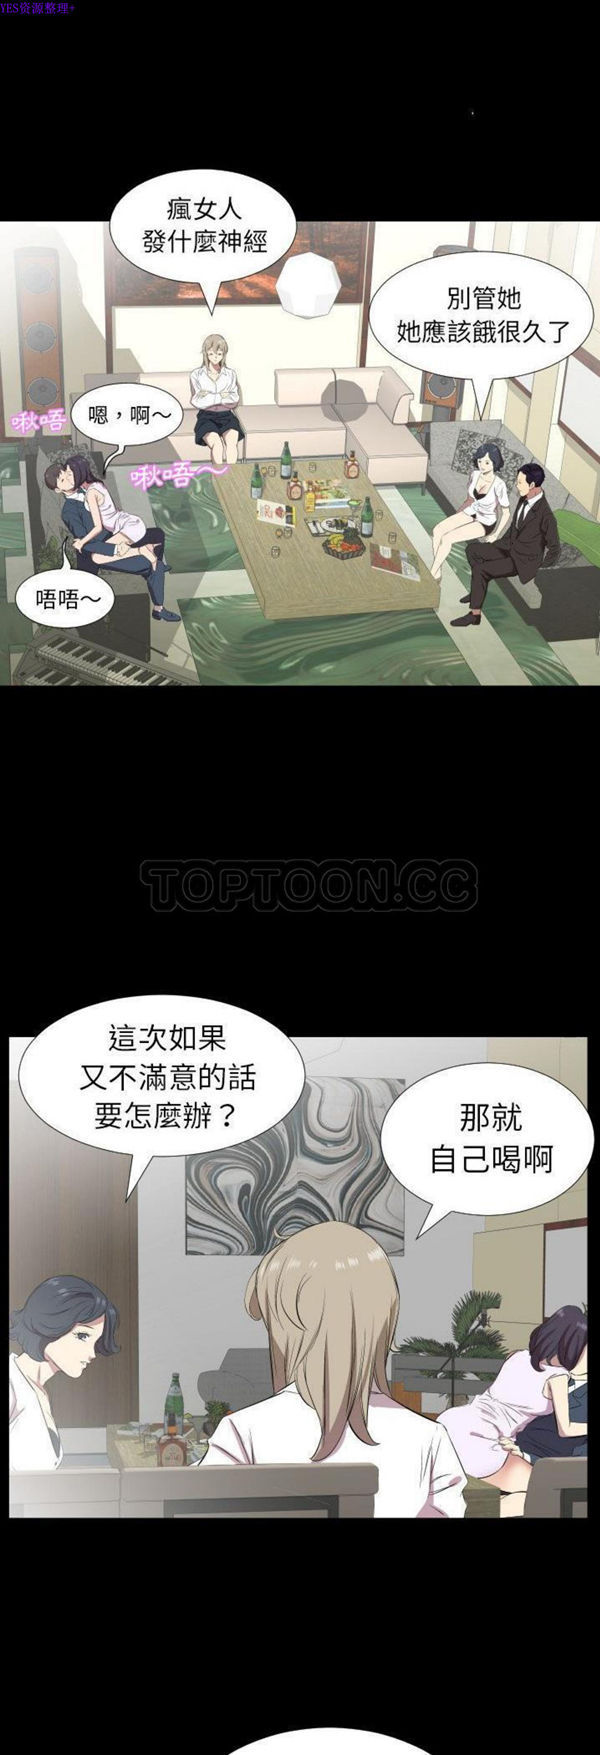 YES资源整理+
瘋女人
發什麼神經
別管她
她應該餓很久了
啾唔
嗯，啊～
啾唔～
唔唔～
TOPTOON.CC
這次如果
又不滿意的話
要怎麼辦？
那就
自己喝啊